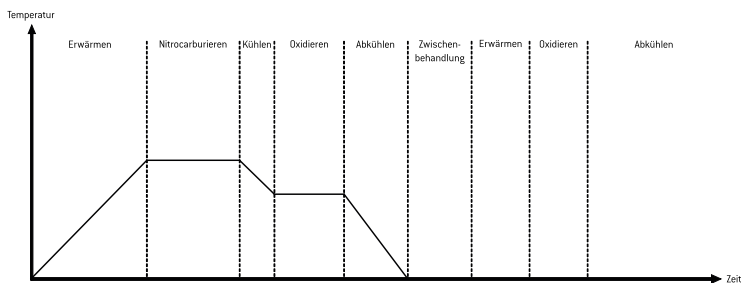 Temperatur
Erwärmen
Nitrocarburieren
Kühlen
Oxidieren
Abkühlen
Zwischen-
behandlung
Erwärmen
Oxidieren
Abkühlen
Zeit